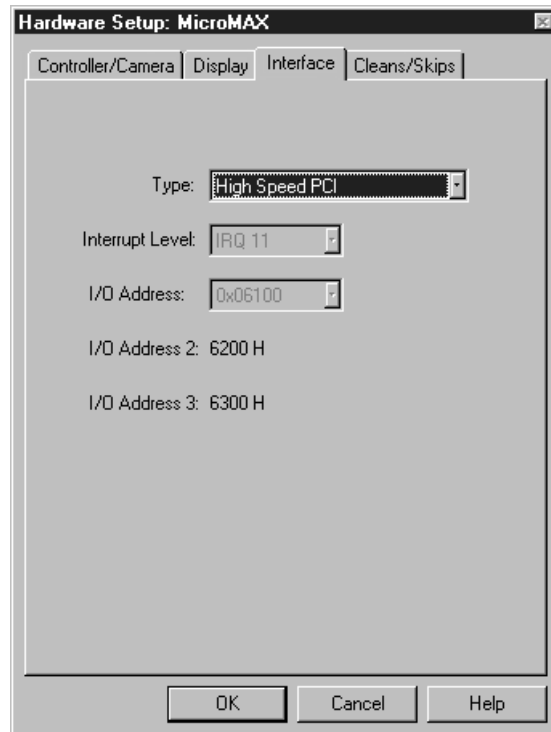 Hardware Setup: MicroMAX
Controller/Camera Display Interface Cleans/Skips
Type: High Speed PCI
Interrupt Level: IRQ 11
I/O Address: 0x06100
I/O Address 2: 6200 H
I/O Address 3: 6300 H
OK Cancel Help